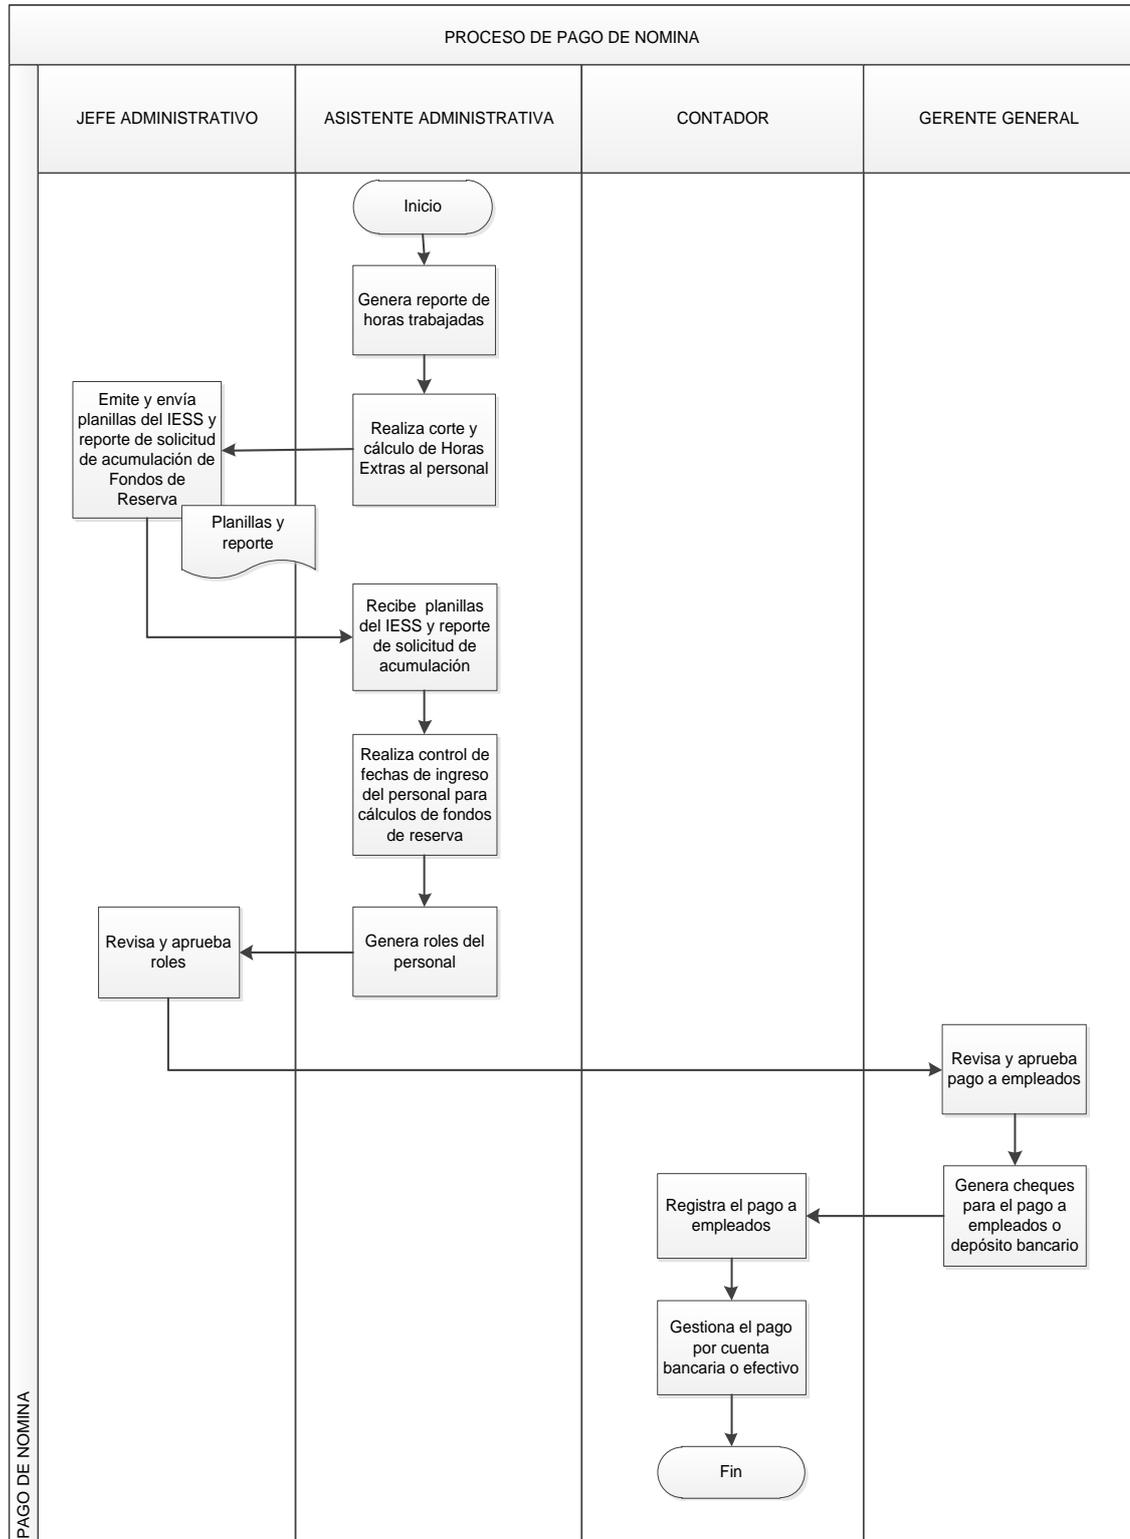 PROCESO DE PAGO DE NOMINA
JEFE ADMINISTRATIVO
ASISTENTE ADMINISTRATIVA
CONTADOR
GERENTE GENERAL
Inicio
Genera reporte de
horas trabajadas
Realiza corte y
cálculo de Horas
Extras al personal
Emite y envía
planillas del IESS y
reporte de solicitud
de acumulación de
Fondos de
Reserva
Planillas y
reporte
Recibe planillas
del IESS y reporte
de solicitud de
acumulación
Realiza control de
fechas de ingreso
del personal para
cálculos de fondos
de reserva
Genera roles del
personal
Revisa y aprueba
roles
Revisa y aprueba
pago a empleados
Genera cheques
para el pago a
empleados o
depósito bancario
Registra el pago a
empleados
Gestiona el pago
por cuenta
bancaria o efectivo
Fin
PAGO DE NOMINA